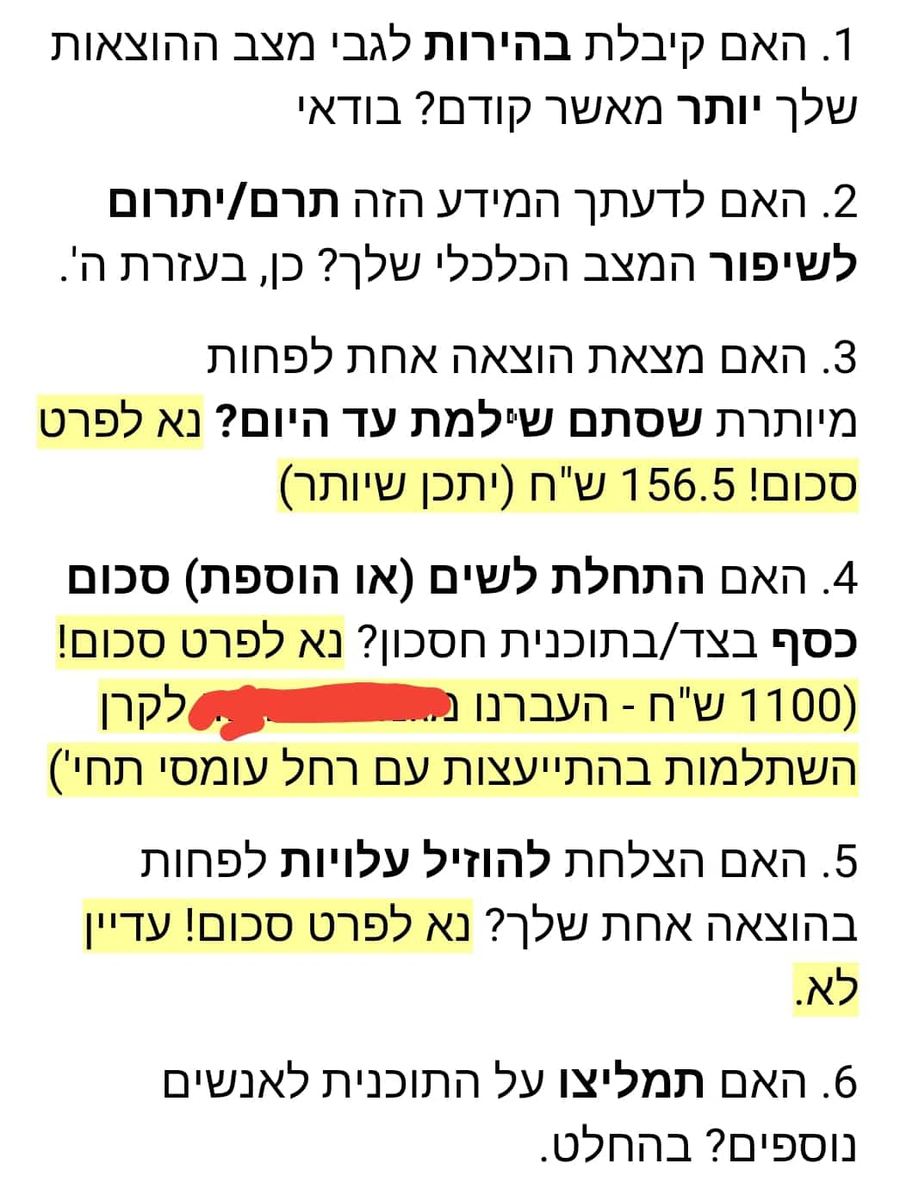 1. האם קיבלת בהירות לגבי מצב ההוצאות
שלך יותר מאשר קודם? בודאי
2. האם לדעתך המידע הזה תרם/יתרום
לשיפור המצב הכלכלי שלך? כן, בעזרת ה'.
3. האם מצאת הוצאה אחת לפחות
מיותרת שסתם שילמת עד היום? נא לפרט
סכום! 156.5 ש"ח (יתכן שיותר)
4. האם התחלת לשים (או הוספת) סכום
כסף בצד/בתוכנית חסכון? נא לפרט סכום!
(1100 ש"ח - העברנו לקרן
השתלמות בהתייעצות עם רחל עומסי תחי')
5. האם הצלחת להוזיל עלויות לפחות
בהוצאה אחת שלך? נא לפרט סכום! עדיין
לא.
6. האם תמליצו על התוכנית לאנשים
נוספים? בהחלט.